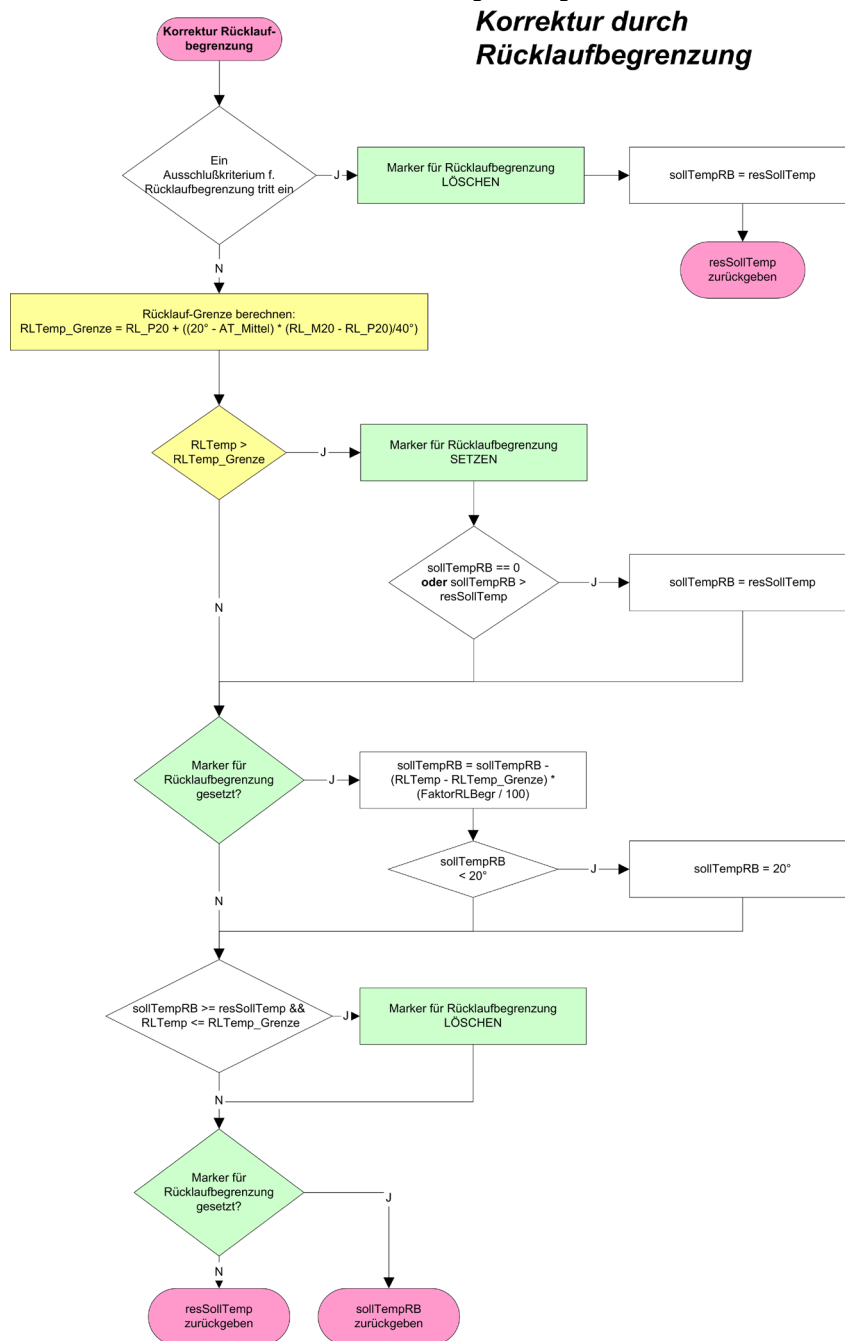 Korrektur durch
Rücklaufbegrenzung
Korrektur Rücklauf-
begrenzung
Ein
Ausschlußkriterium f.
Rücklaufbegrenzung tritt ein
J
Marker für Rücklaufbegrenzung
LÖSCHEN
sollTempRB = resSollTemp
resSollTemp
zurückgeben
N
Rücklauf-Grenze berechnen:
RLTemp_Grenze = RL_P20 + ((20° - AT_Mittel) * (RL_M20 - RL_P20)/40°)
RLTemp >
RLTemp_Grenze
J
Marker für Rücklaufbegrenzung
SETZEN
sollTempRB == 0
oder sollTempRB >
resSollTemp
J
sollTempRB = resSollTemp
N
Marker für
Rücklaufbegrenzung
gesetzt?
J
sollTempRB = sollTempRB -
(RLTemp - RLTemp_Grenze) *
(FaktorRLBegr / 100)
sollTempRB
< 20°
J
sollTempRB = 20°
N
sollTempRB >= resSollTemp &&
RLTemp <= RLTemp_Grenze
J
Marker für Rücklaufbegrenzung
LÖSCHEN
N
Marker für
Rücklaufbegrenzung
gesetzt?
J
N
resSollTemp
zurückgeben
sollTempRB
zurückgeben